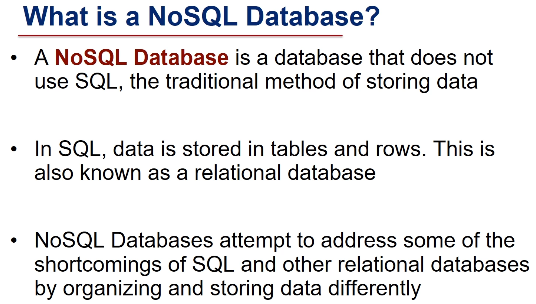 What is a NoSQL Database?
• A NoSQL Database is a database that does not
use SQL, the traditional method of storing data
• In SQL, data is stored in tables and rows. This is
also known as a relational database
• NoSQL Databases attempt to address some of the
shortcomings of SQL and other relational databases
by organizing and storing data differently